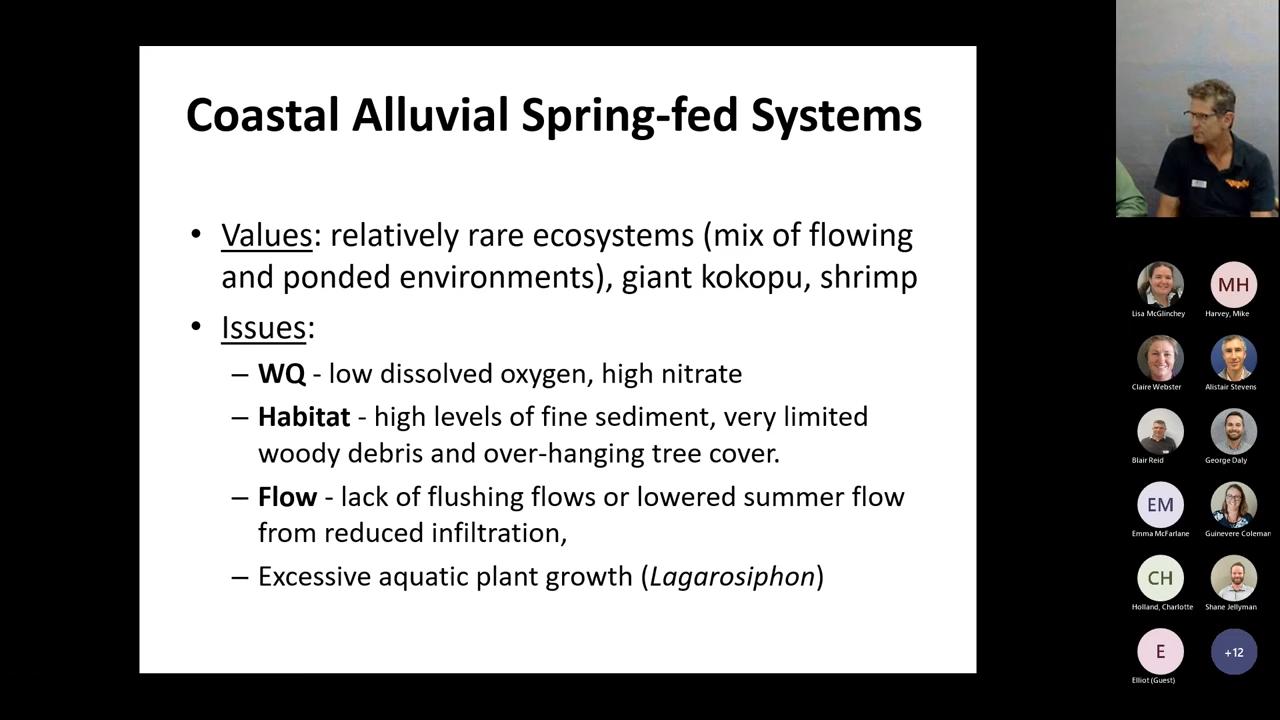 Coastal Alluvial Spring-fed Systems
• Values: relatively rare ecosystems (mix of flowing
and ponded environments), giant kokopu, shrimp
• Issues:
– WQ - low dissolved oxygen, high nitrate
– Habitat - high levels of fine sediment, very limited
woody debris and over-hanging tree cover.
– Flow - lack of flushing flows or lowered summer flow
from reduced infiltration,
– Excessive aquatic plant growth (Lagarosiphon)
Lisa McGlinchey
MH
Harvey, Mike
Claire Webster
Alistair Stevens
Blair Reid
George Daly
EM
Emma McFarlane
Guinevere Coleman
CH
Holland, Charlotte
Shane Jellyman
E
Elliot (Guest)
+12